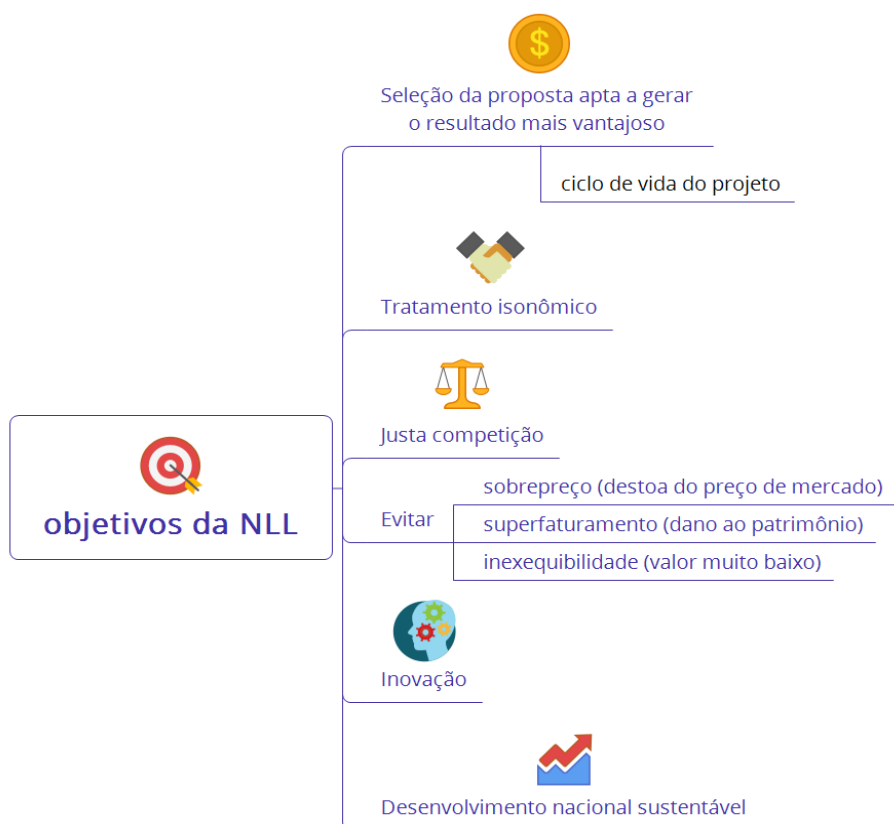 $
Seleção da proposta apta a gerar
o resultado mais vantajoso
ciclo de vida do projeto
Tratamento isonômico
Justa competição
objetivos da NLL
Evitar
sobrepreço (destoa do preço de mercado)
superfaturamento (dano ao patrimônio)
inexequibilidade (valor muito baixo)
Inovação
Desenvolvimento nacional sustentável